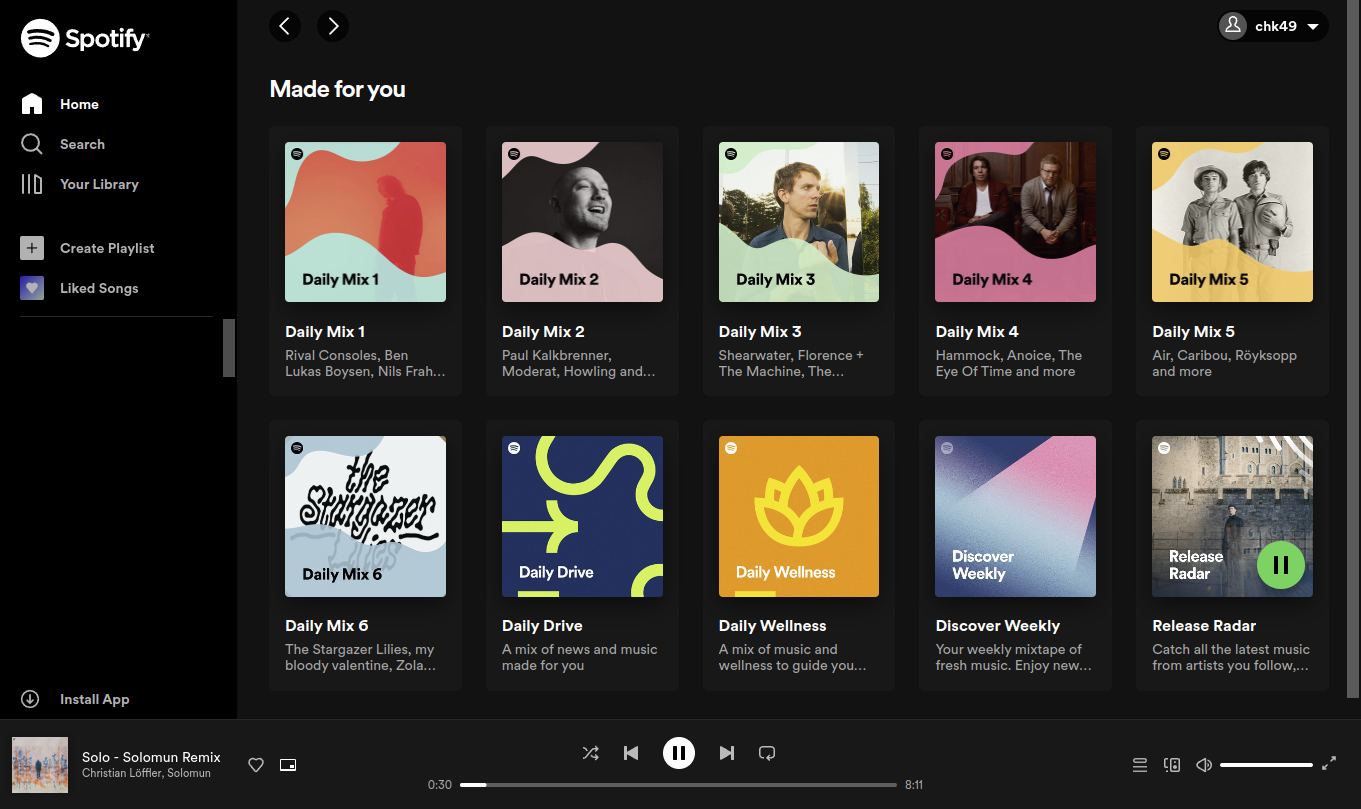 Spotify
chk49
Home
Search
Your Library
Create Playlist
Liked Songs
Install App
Made for you
Daily Mix 1
Daily Mix 2
Daily Mix 3
Daily Mix 4
Daily Mix 5
Daily Mix 1
Rival Consoles, Ben
Lukas Boysen, Nils Frah...
Daily Mix 2
Paul Kalkbrenner,
Moderat, Howling and...
Daily Mix 3
Shearwater, Florence +
The Machine, The...
Daily Mix 4
Hammock, Anoice, The
Eye Of Time and more
Daily Mix 5
Air, Caribou, Röyksopp
and more
the
Stargazer
Lilies
Daily Mix 6
Daily Drive
Daily Wellness
Discover
Weekly
Release
Radar
Daily Mix 6
The Stargazer Lilies, my
bloody valentine, Zola...
Daily Drive
A mix of news and music
made for you
Daily Wellness
A mix of music and
wellness to guide you...
Discover Weekly
Your weekly mixtape of
fresh music. Enjoy new...
Release Radar
Catch all the latest music
from artists you follow,...
Solo - Solomun Remix
Christian Löffler, Solomun
0:30
8:11